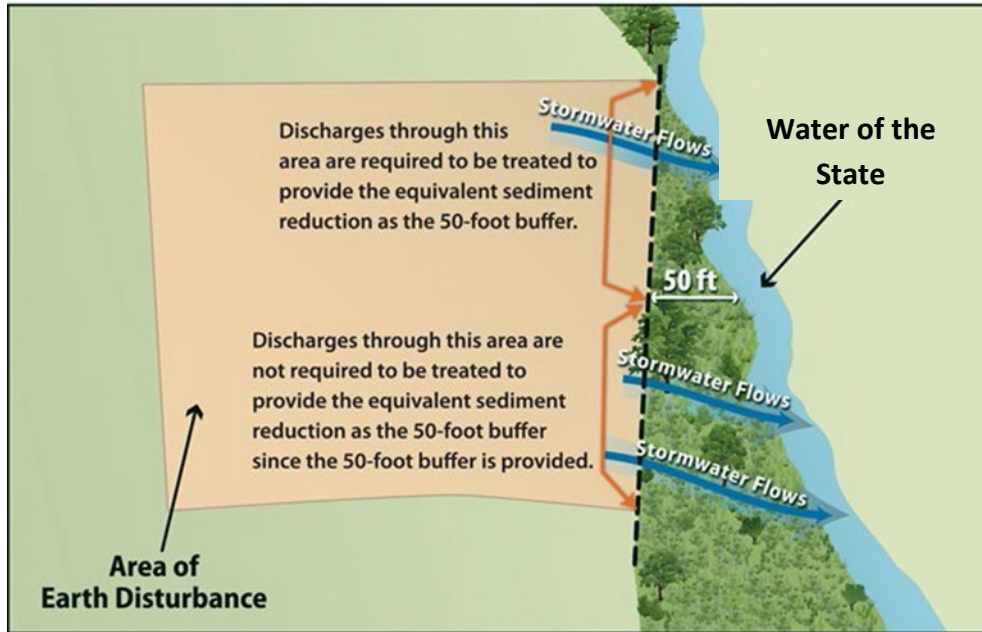 Stormwater Flows
Water of the
State
Discharges through this
area are required to be treated to
provide the equivalent sediment
reduction as the 50-foot buffer.
50 ft
Discharges through this area are
not required to be treated to
provide the equivalent sediment
reduction as the 50-foot buffer
since the 50-foot buffer is provided.
Stormwater Flows
Stormwater Flows
Area of
Earth Disturbance